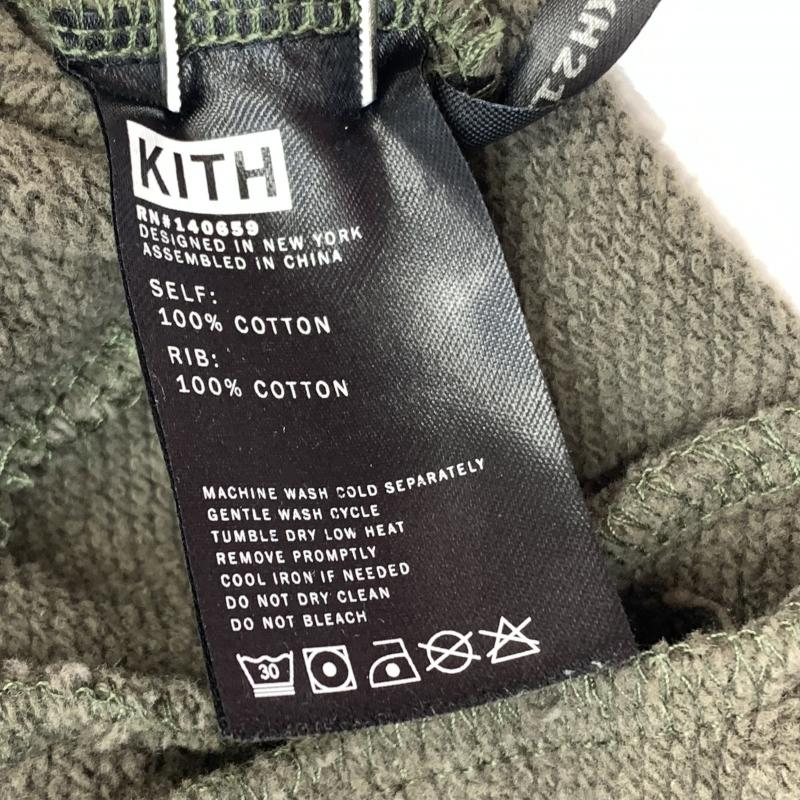 KITH
RN#140659
DESIGNED IN NEW YORK
ASSEMBLED IN CHINA
SELF:
100% COTTON
RIB:
100% COTTON
MACHINE WASH COLD SEPARATELY
GENTLE WASH CYCLE
TUMBLE DRY LOW HEAT
REMOVE PROMPTLY
COOL IRON IF NEEDED
DO NOT DRY CLEAN
DO NOT BLEACH
30